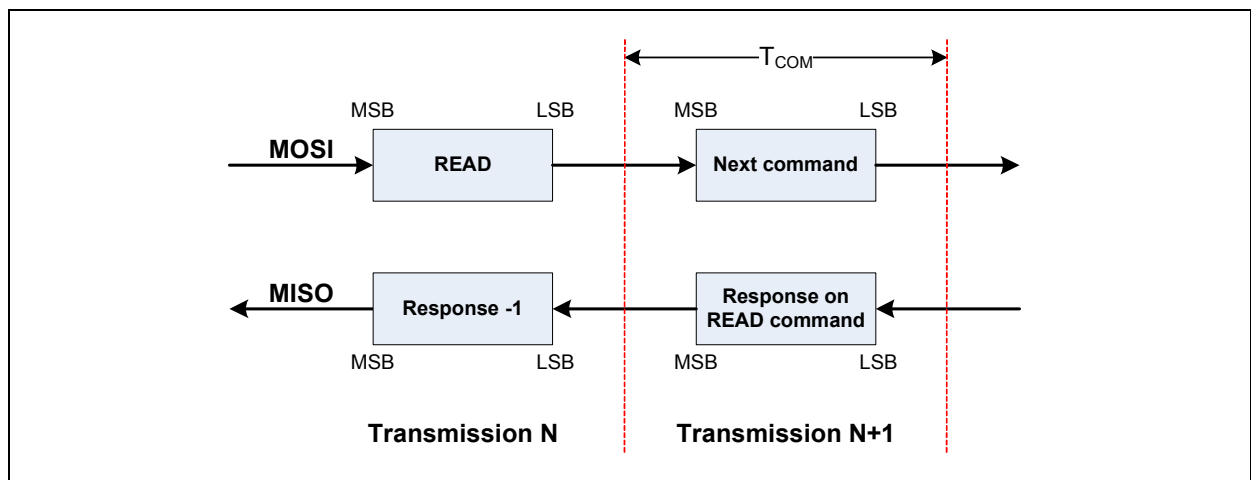 TCOM
MSB LSB MSB LSB
MOSI READ Next command
MISO Response -1 Response on
READ command
MSB LSB MSB LSB
Transmission N Transmission N+1